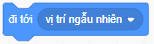 đi tới vị trí ngẫu nhiên